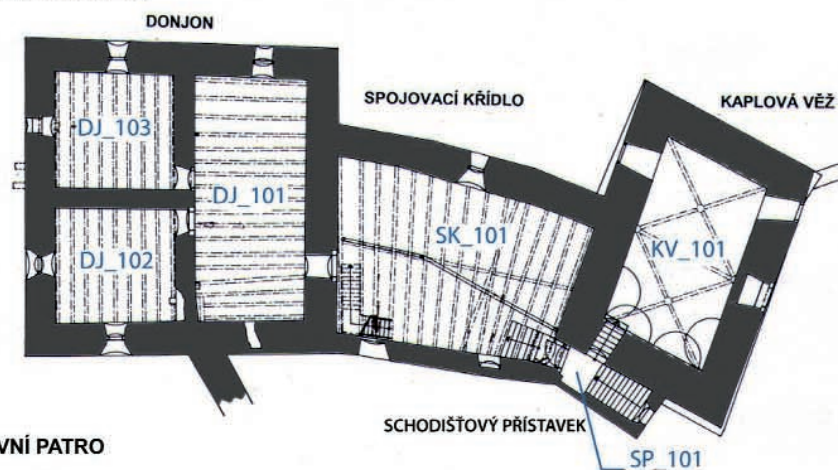 DONJON
SPOJOVACÍ KŘÍDLO
KAPLOVÁ VĚŽ
DJ_103
DJ_101
DJ_102
SK_101
KV_101
SCHODIŠŤOVÝ PŘÍSTAVEK
VNÍ PATRO
SP_101